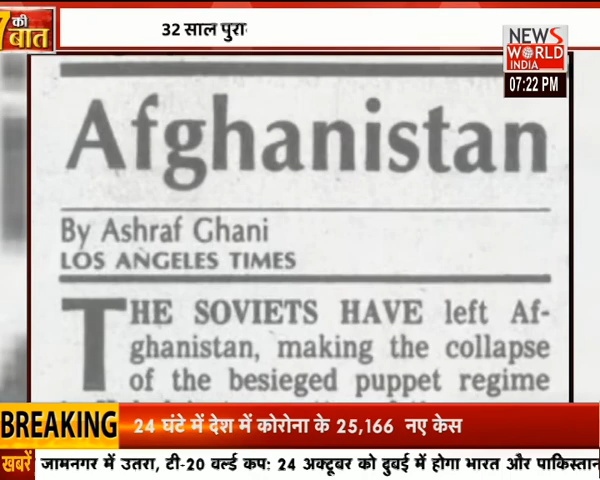 7 की
बात
32 साल पुरा
NEWS
WORLD
INDIA
07:22 PM
Afghanistan
By Ashraf Ghani
LOS ANGELES TIMES
THE SOVIETS HAVE left Af-
ghanistan, making the collapse
of the besieged puppet regime
BREAKING
24 घंटे में देश में कोरोना के 25,166 नए केस
खबरें
जामनगर में उतरा, टी-20 वर्ल्ड कप: 24 अक्टूबर को दुबई में होगा भारत और पाकिस्तान